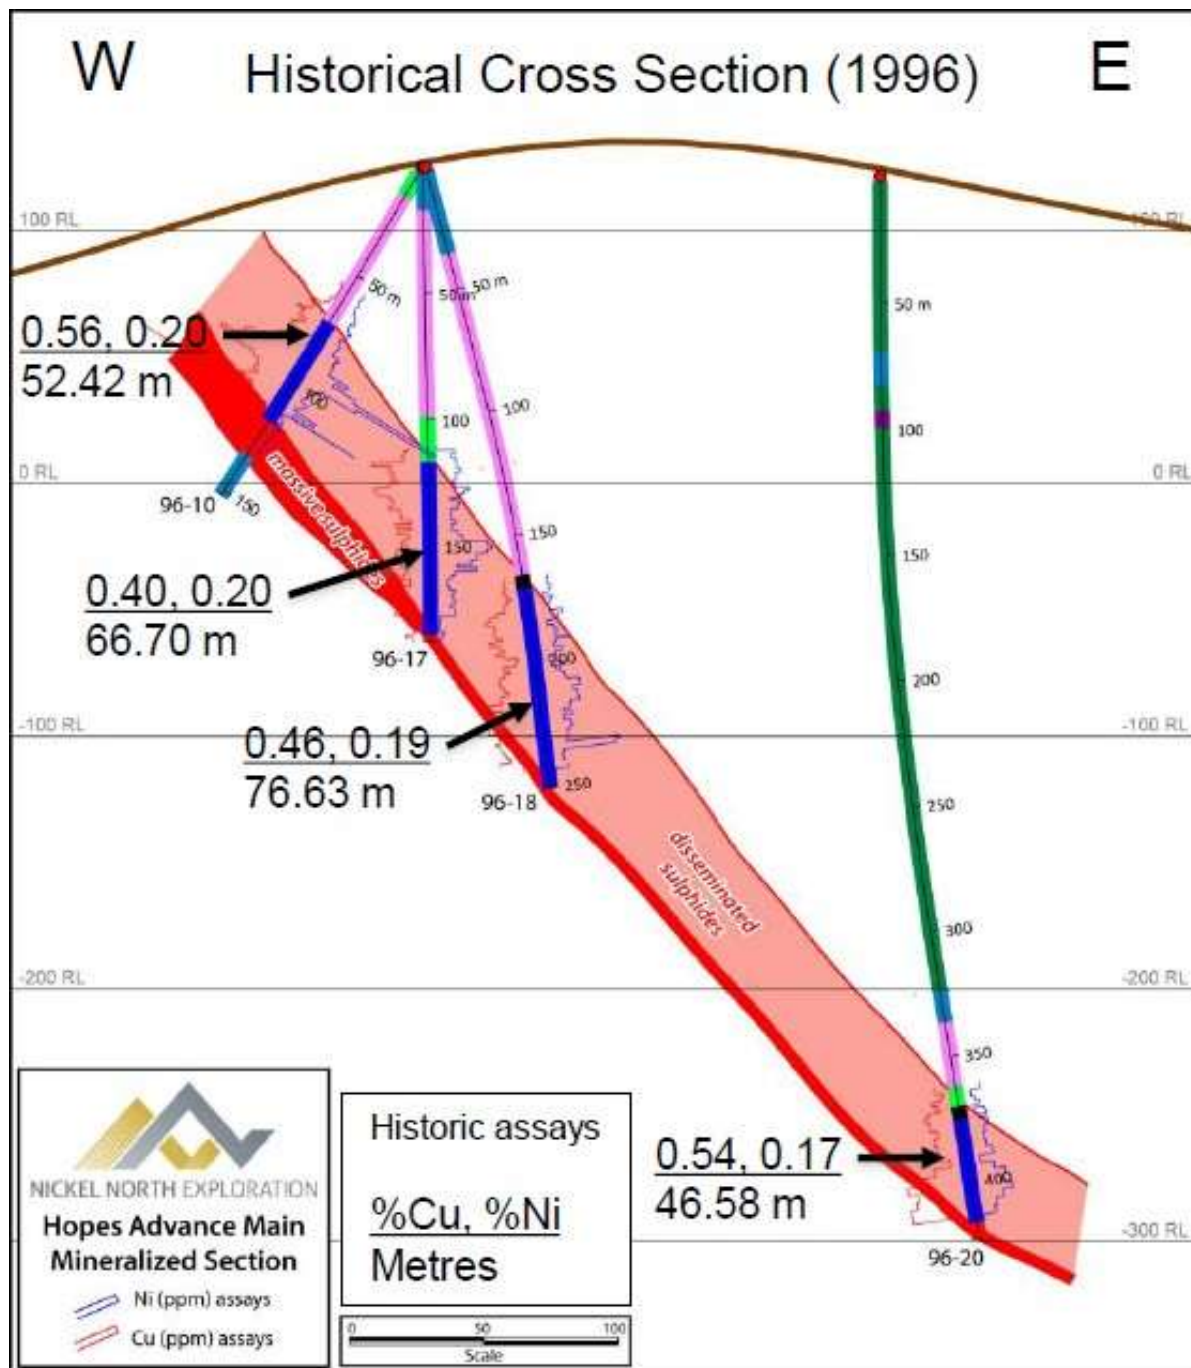 W Historical Cross Section (1996) E
100 RL 100 RL
50 m
50 m
50 m
50 m
0.56, 0.20
52.42 m
100
100
100
100
0 RL 0 RL
96-10
150
massive sulphides
150
150
150
0.40, 0.20
66.70 m
96-17
200
200
-100 RL -100 RL
0.46, 0.19
76.63 m
96-18
250
250
disseminated
sulphides
300
-200 RL -200 RL
350
NICKEL NORTH EXPLORATION
Hopes Advance Main
Mineralized Section
Ni (ppm) assays
Cu (ppm) assays
Historic assays
%Cu, %Ni
Metres
0 50 100
Scale
0.54, 0.17
46.58 m
400
-300 RL
96-20